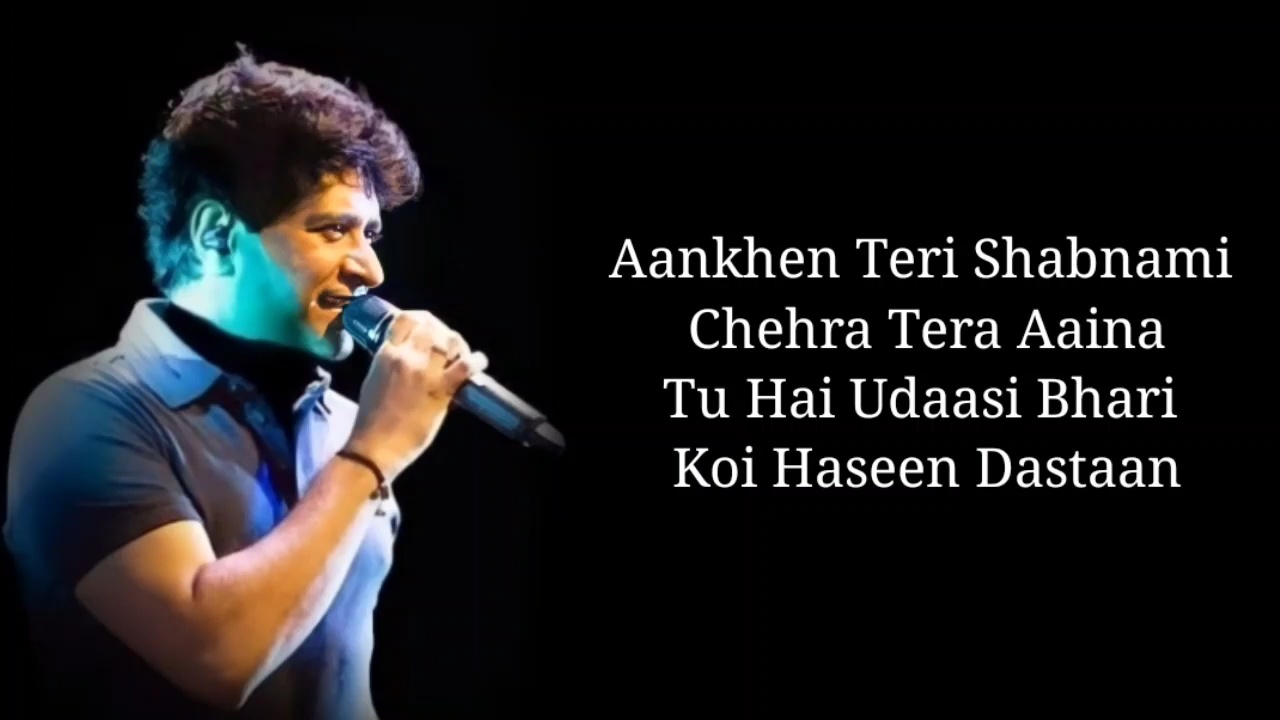 Aankhen Teri Shabnami
Chehra Tera Aaina
Tu Hai Udaasi Bhari
Koi Haseen Dastaan